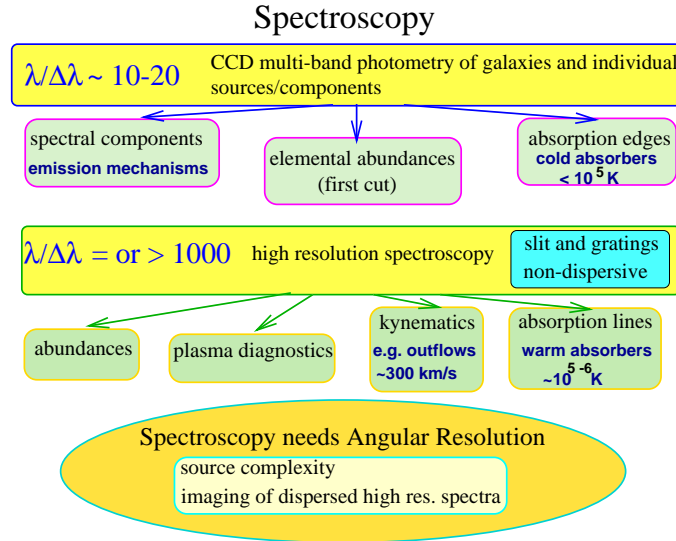 Spectroscopy
λ/Δλ ~ 10-20
CCD multi-band photometry of galaxies and individual
sources/components
spectral components
emission mechanisms
elemental abundances
(first cut)
absorption edges
cold absorbers
< 10^5 K
λ/Δλ = or > 1000
high resolution spectroscopy
slit and gratings
non-dispersive
abundances
plasma diagnostics
kynematics
e.g. outflows
~300 km/s
absorption lines
warm absorbers
~10^5-6 K
Spectroscopy needs Angular Resolution
source complexity
imaging of dispersed high res. spectra